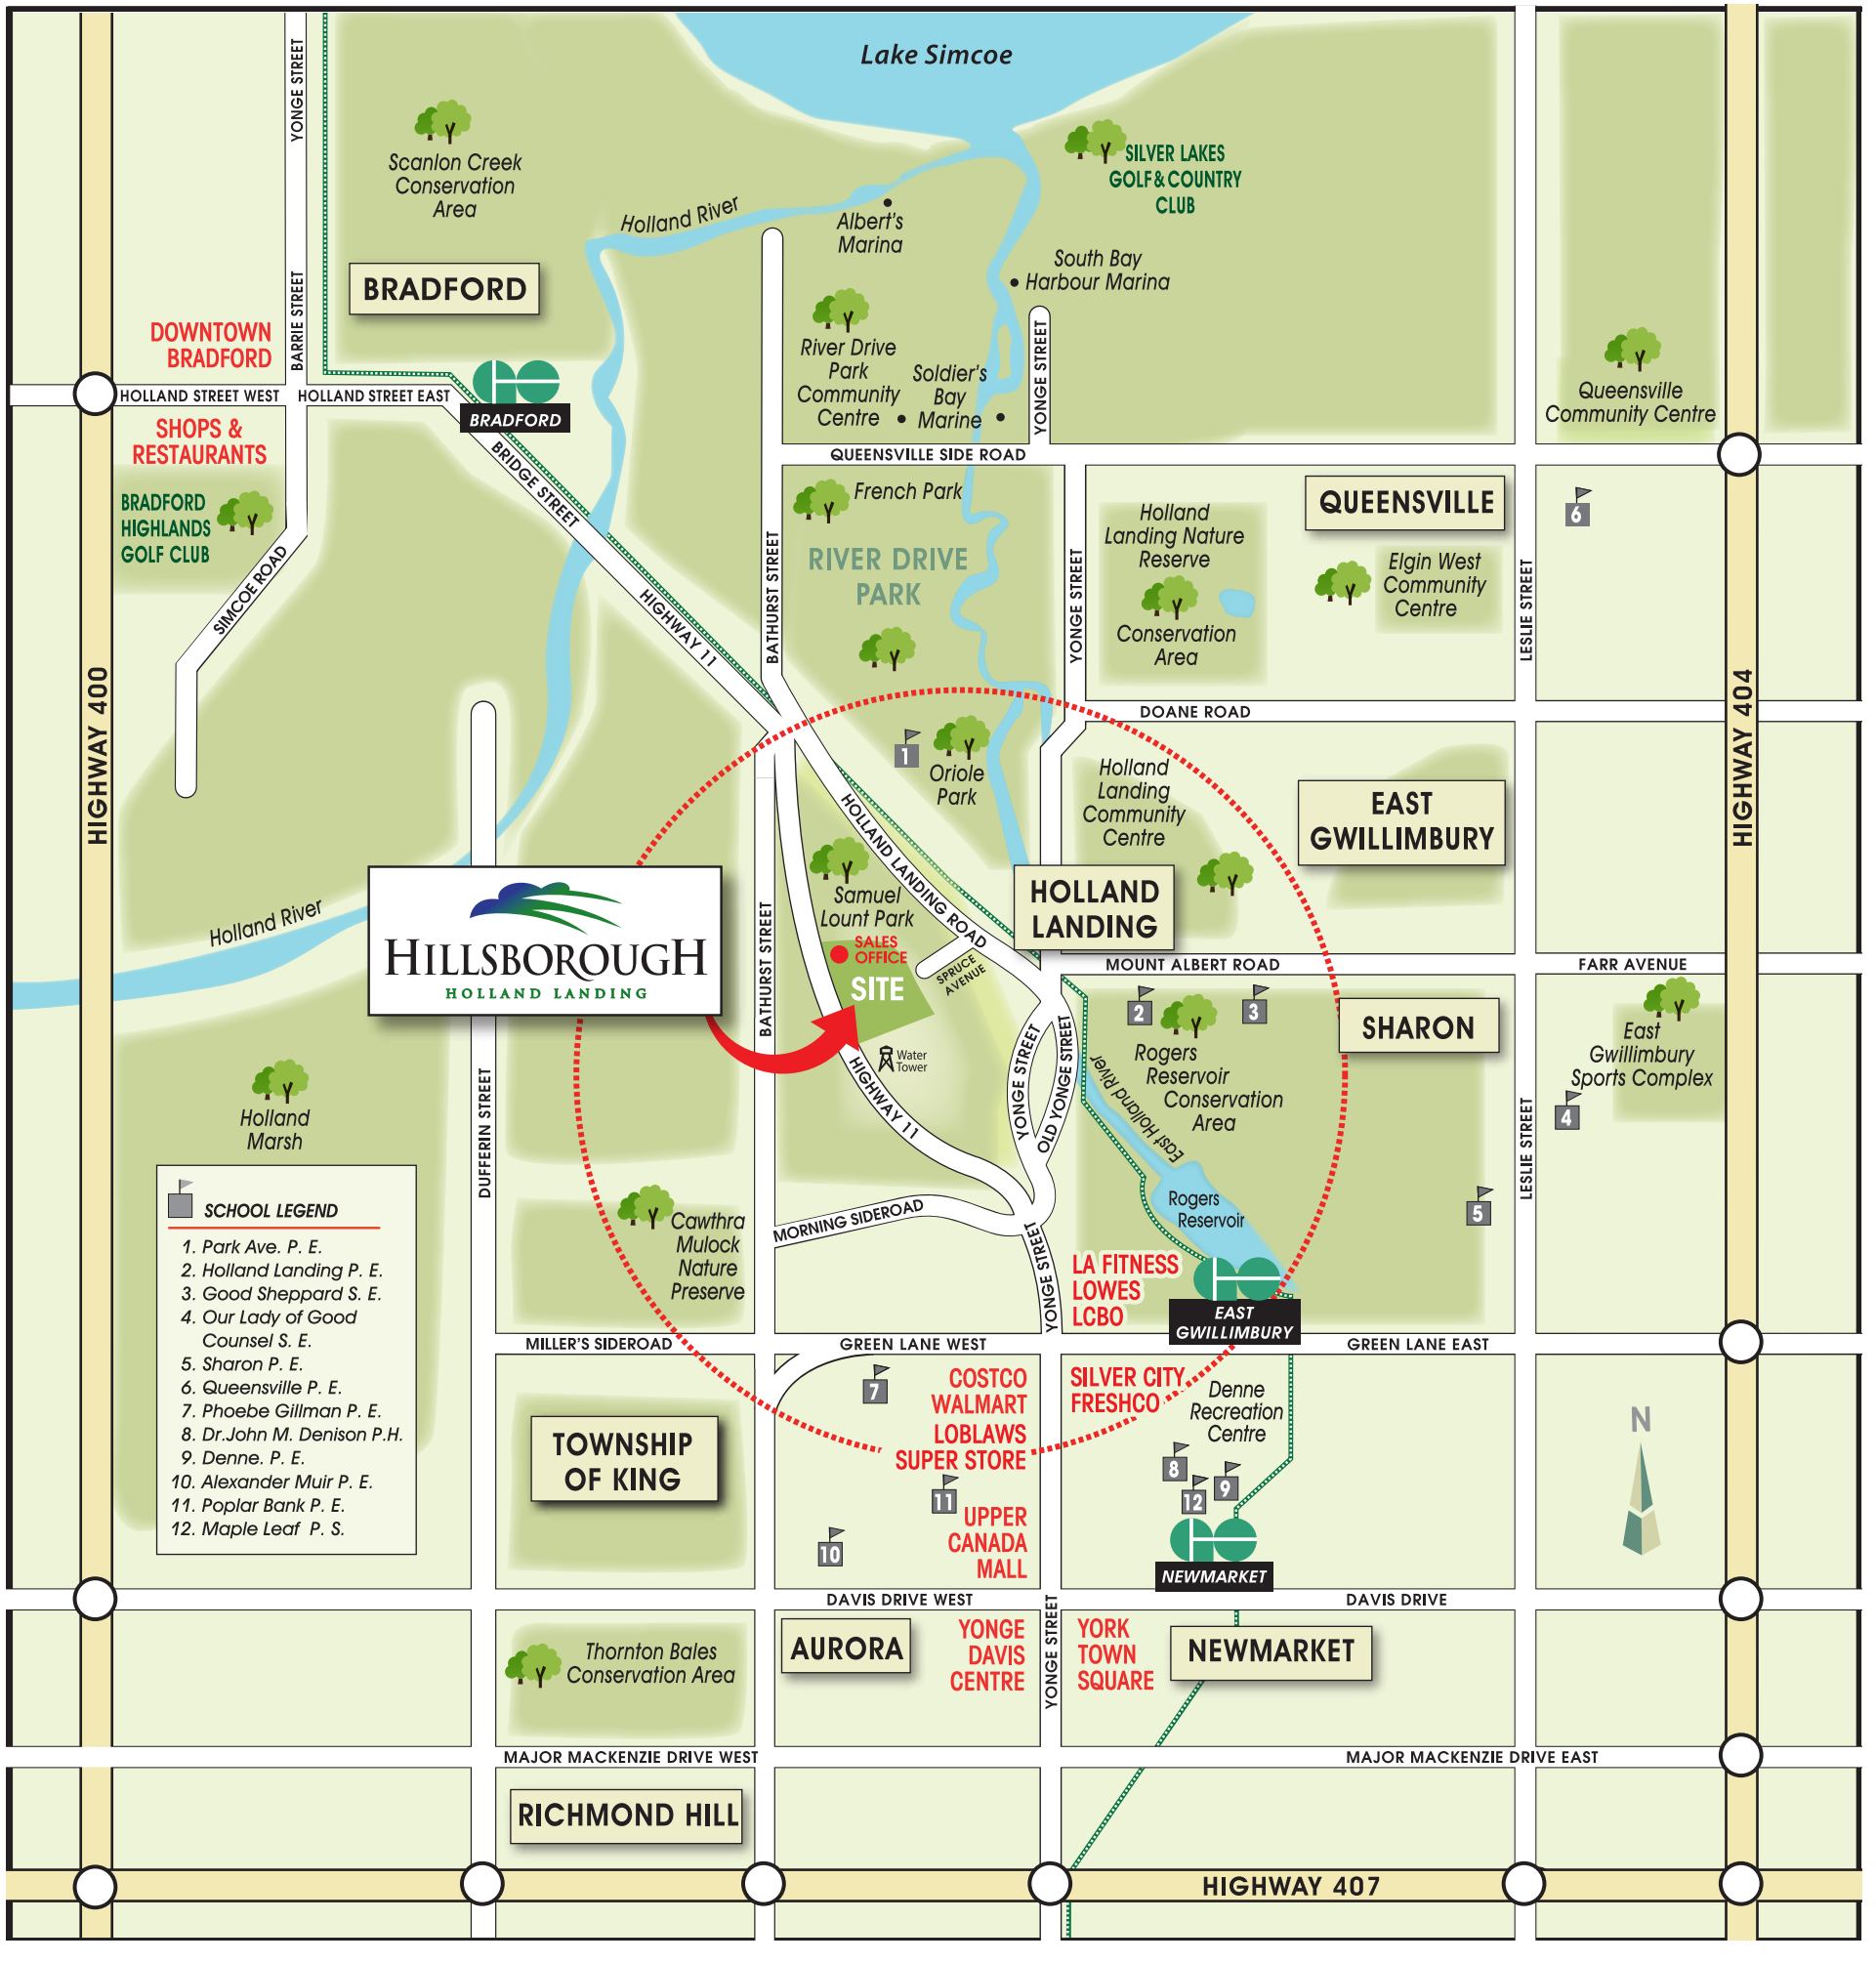 Lake Simcoe
YONGE STREET
Scanlon Creek
Conservation
Area
SILVER LAKES
GOLF & COUNTRY
CLUB
Holland River
Albert's
Marina
South Bay
Harbour Marina
BRADFORD
BARRIE STREET
DOWNTOWN
BRADFORD
River Drive
Park
Community
Centre
Soldier's
Bay
Marine
YONGE STREET
Queensville
Community Centre
HOLLAND STREET WEST
HOLLAND STREET EAST
BRADFORD
SHOPS &
RESTAURANTS
BRIDGE STREET
QUEENSVILLE SIDE ROAD
BRADFORD
HIGHLANDS
GOLF CLUB
French Park
QUEENSVILLE
6
Holland
Landing Nature
Reserve
Conservation
Area
SIMCOE ROAD
RIVER DRIVE
PARK
Elgin West
Community
Centre
BATHURST STREET
YONGE STREET
LESLIE STREET
HIGHWAY 11
HIGHWAY 400
HIGHWAY 404
DOANE ROAD
1
Oriole
Park
Holland
Landing
Community
Centre
EAST
GWILLIMBURY
HOLLAND LANDING ROAD
Samuel
Lount Park
HOLLAND
LANDING
Holland River
HILLSBOROUGH
HOLLAND LANDING
BATHURST STREET
SALES
OFFICE
SITE
SPRUCE
AVENUE
MOUNT ALBERT ROAD
FARR AVENUE
2
3
SHARON
East
Gwillimbury
Sports Complex
4
Rogers
Reservoir
Conservation
Area
Water
Tower
HIGHWAY 11
YONGE STREET
OLD YONGE STREET
East Holland River
Holland
Marsh
DUFFERIN STREET
LESLIE STREET
5
Rogers
Reservoir
SCHOOL LEGEND
1. Park Ave. P. E.
2. Holland Landing P. E.
3. Good Sheppard S. E.
4. Our Lady of Good
Counsel S. E.
5. Sharon P. E.
6. Queensville P. E.
7. Phoebe Gillman P. E.
8. Dr.John M. Denison P.H.
9. Denne. P. E.
10. Alexander Muir P. E.
11. Poplar Bank P. E.
12. Maple Leaf P. S.
Cawthra
Mulock
Nature
Preserve
MORNING SIDEROAD
YONGE STREET
LA FITNESS
LOWES
LCBO
EAST
GWILLIMBURY
MILLER'S SIDEROAD
GREEN LANE WEST
GREEN LANE EAST
7
COSTCO
WALMART
LOBLAWS
SUPER STORE
SILVER CITY
FRESHCO
Denne
Recreation
Centre
N
TOWNSHIP
OF KING
8
9
12
11
10
UPPER
CANADA
MALL
NEWMARKET
DAVIS DRIVE WEST
DAVIS DRIVE
Thornton Bales
Conservation Area
AURORA
YONGE
DAVIS
CENTRE
YONGE STREET
YORK
TOWN
SQUARE
NEWMARKET
MAJOR MACKENZIE DRIVE WEST
MAJOR MACKENZIE DRIVE EAST
RICHMOND HILL
HIGHWAY 407